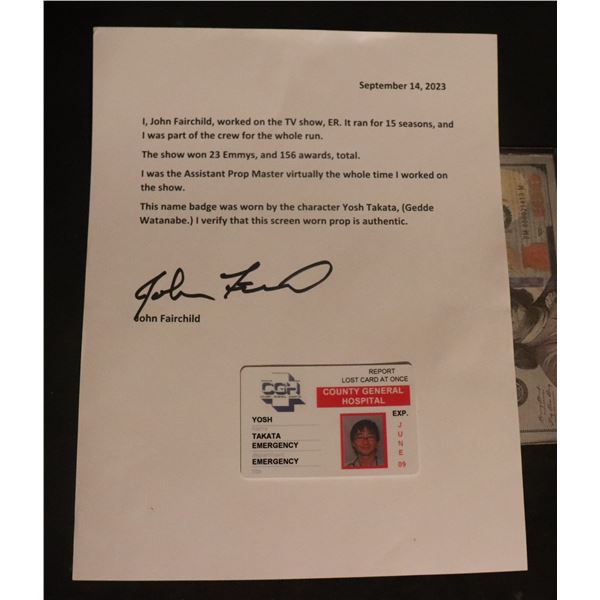 September 14, 2023
I, John Fairchild, worked on the TV show, ER. It ran for 15 seasons, and
I was part of the crew for the whole run.
The show won 23 Emmys, and 156 awards, total.
I was the Assistant Prop Master virtually the whole time I worked on
the show.
This name badge was worn by the character Yosh Takata, (Gedde
Watanabe.) I verify that this screen worn prop is authentic.
John Fairchild
REPORT
LOST CARD AT ONCE
CGH
COUNTY GENERAL
HOSPITAL
YOSH
name
TAKATA
EMERGENCY
department
EMERGENCY
title
EXP.
JUNE
09